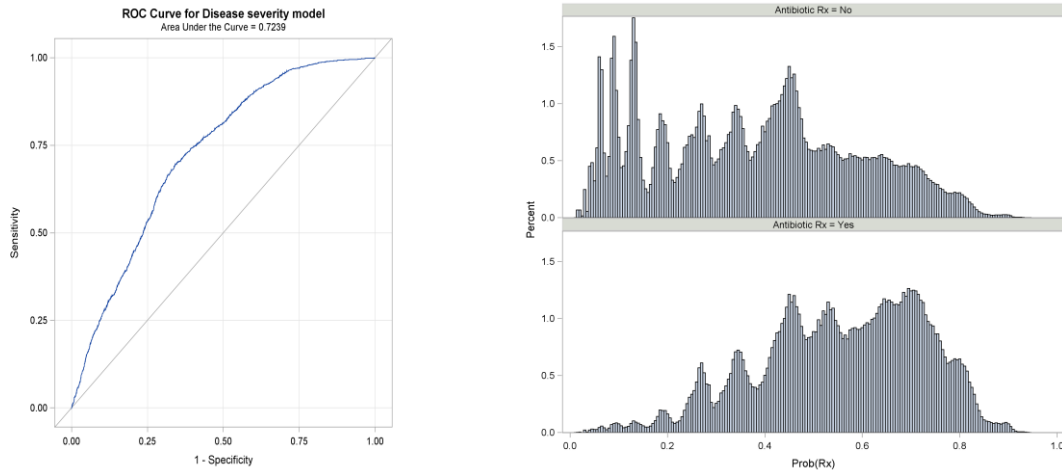 ROC Curve for Disease severity model
Area Under the Curve = 0.7239
1.00
0.75
0.50
0.25
0.00
Sensitivity
0.00 0.25 0.50 0.75 1.00
1 - Specificity
Antibiotic Rx = No
1.5
1.0
0.5
0.0
Percent
Antibiotic Rx = Yes
1.5
1.0
0.5
0.0
0.0 0.2 0.4 0.6 0.8 1.0
Prob(Rx)